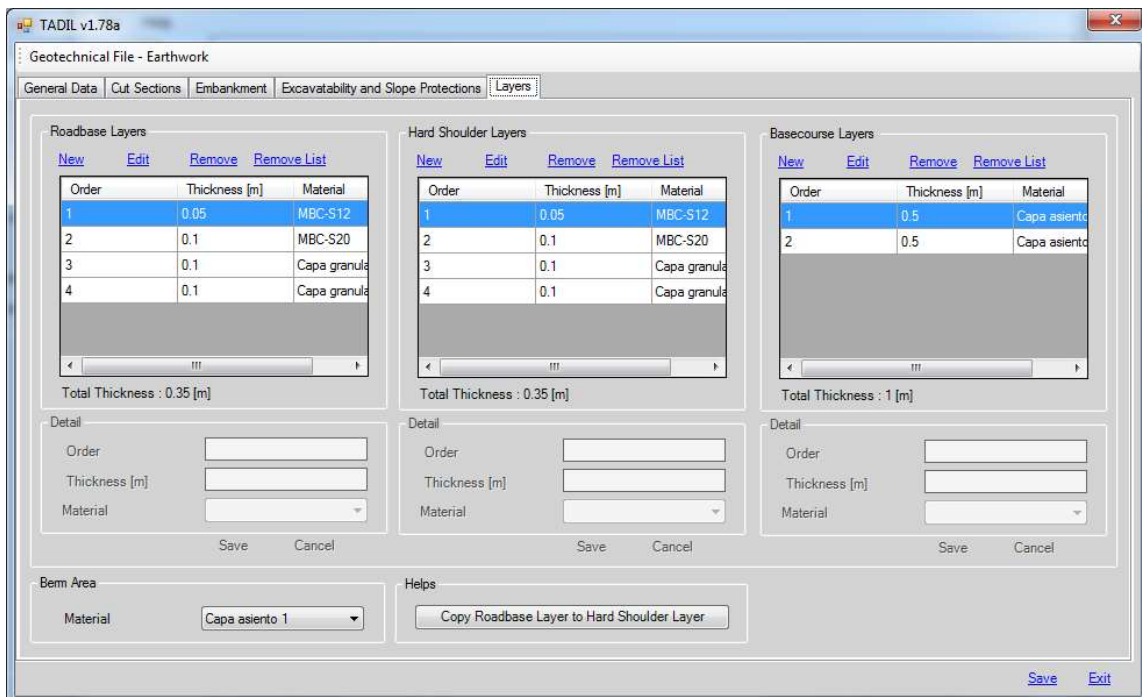 TADIL v1.78a
Geotechnical File - Earthwork
General Data Cut Sections Embankment Excavatability and Slope Protections Layers
Roadbase Layers
New Edit Remove Remove List
Order Thickness [m] Material
1 0.05 MBC-S12
2 0.1 MBC-S20
3 0.1 Capa granula
4 0.1 Capa granula
Total Thickness : 0.35 [m]
Detail
Order
Thickness [m]
Material
Save Cancel
Hard Shoulder Layers
New Edit Remove Remove List
Order Thickness [m] Material
1 0.05 MBC-S12
2 0.1 MBC-S20
3 0.1 Capa granula
4 0.1 Capa granula
Total Thickness : 0.35 [m]
Detail
Order
Thickness [m]
Material
Save Cancel
Basecourse Layers
New Edit Remove Remove List
Order Thickness [m] Material
1 0.5 Capa asiento
2 0.5 Capa asiento
Total Thickness : 1 [m]
Detail
Order
Thickness [m]
Material
Save Cancel
Berm Area
Material Capa asiento 1
Helps
Copy Roadbase Layer to Hard Shoulder Layer
Save Exit